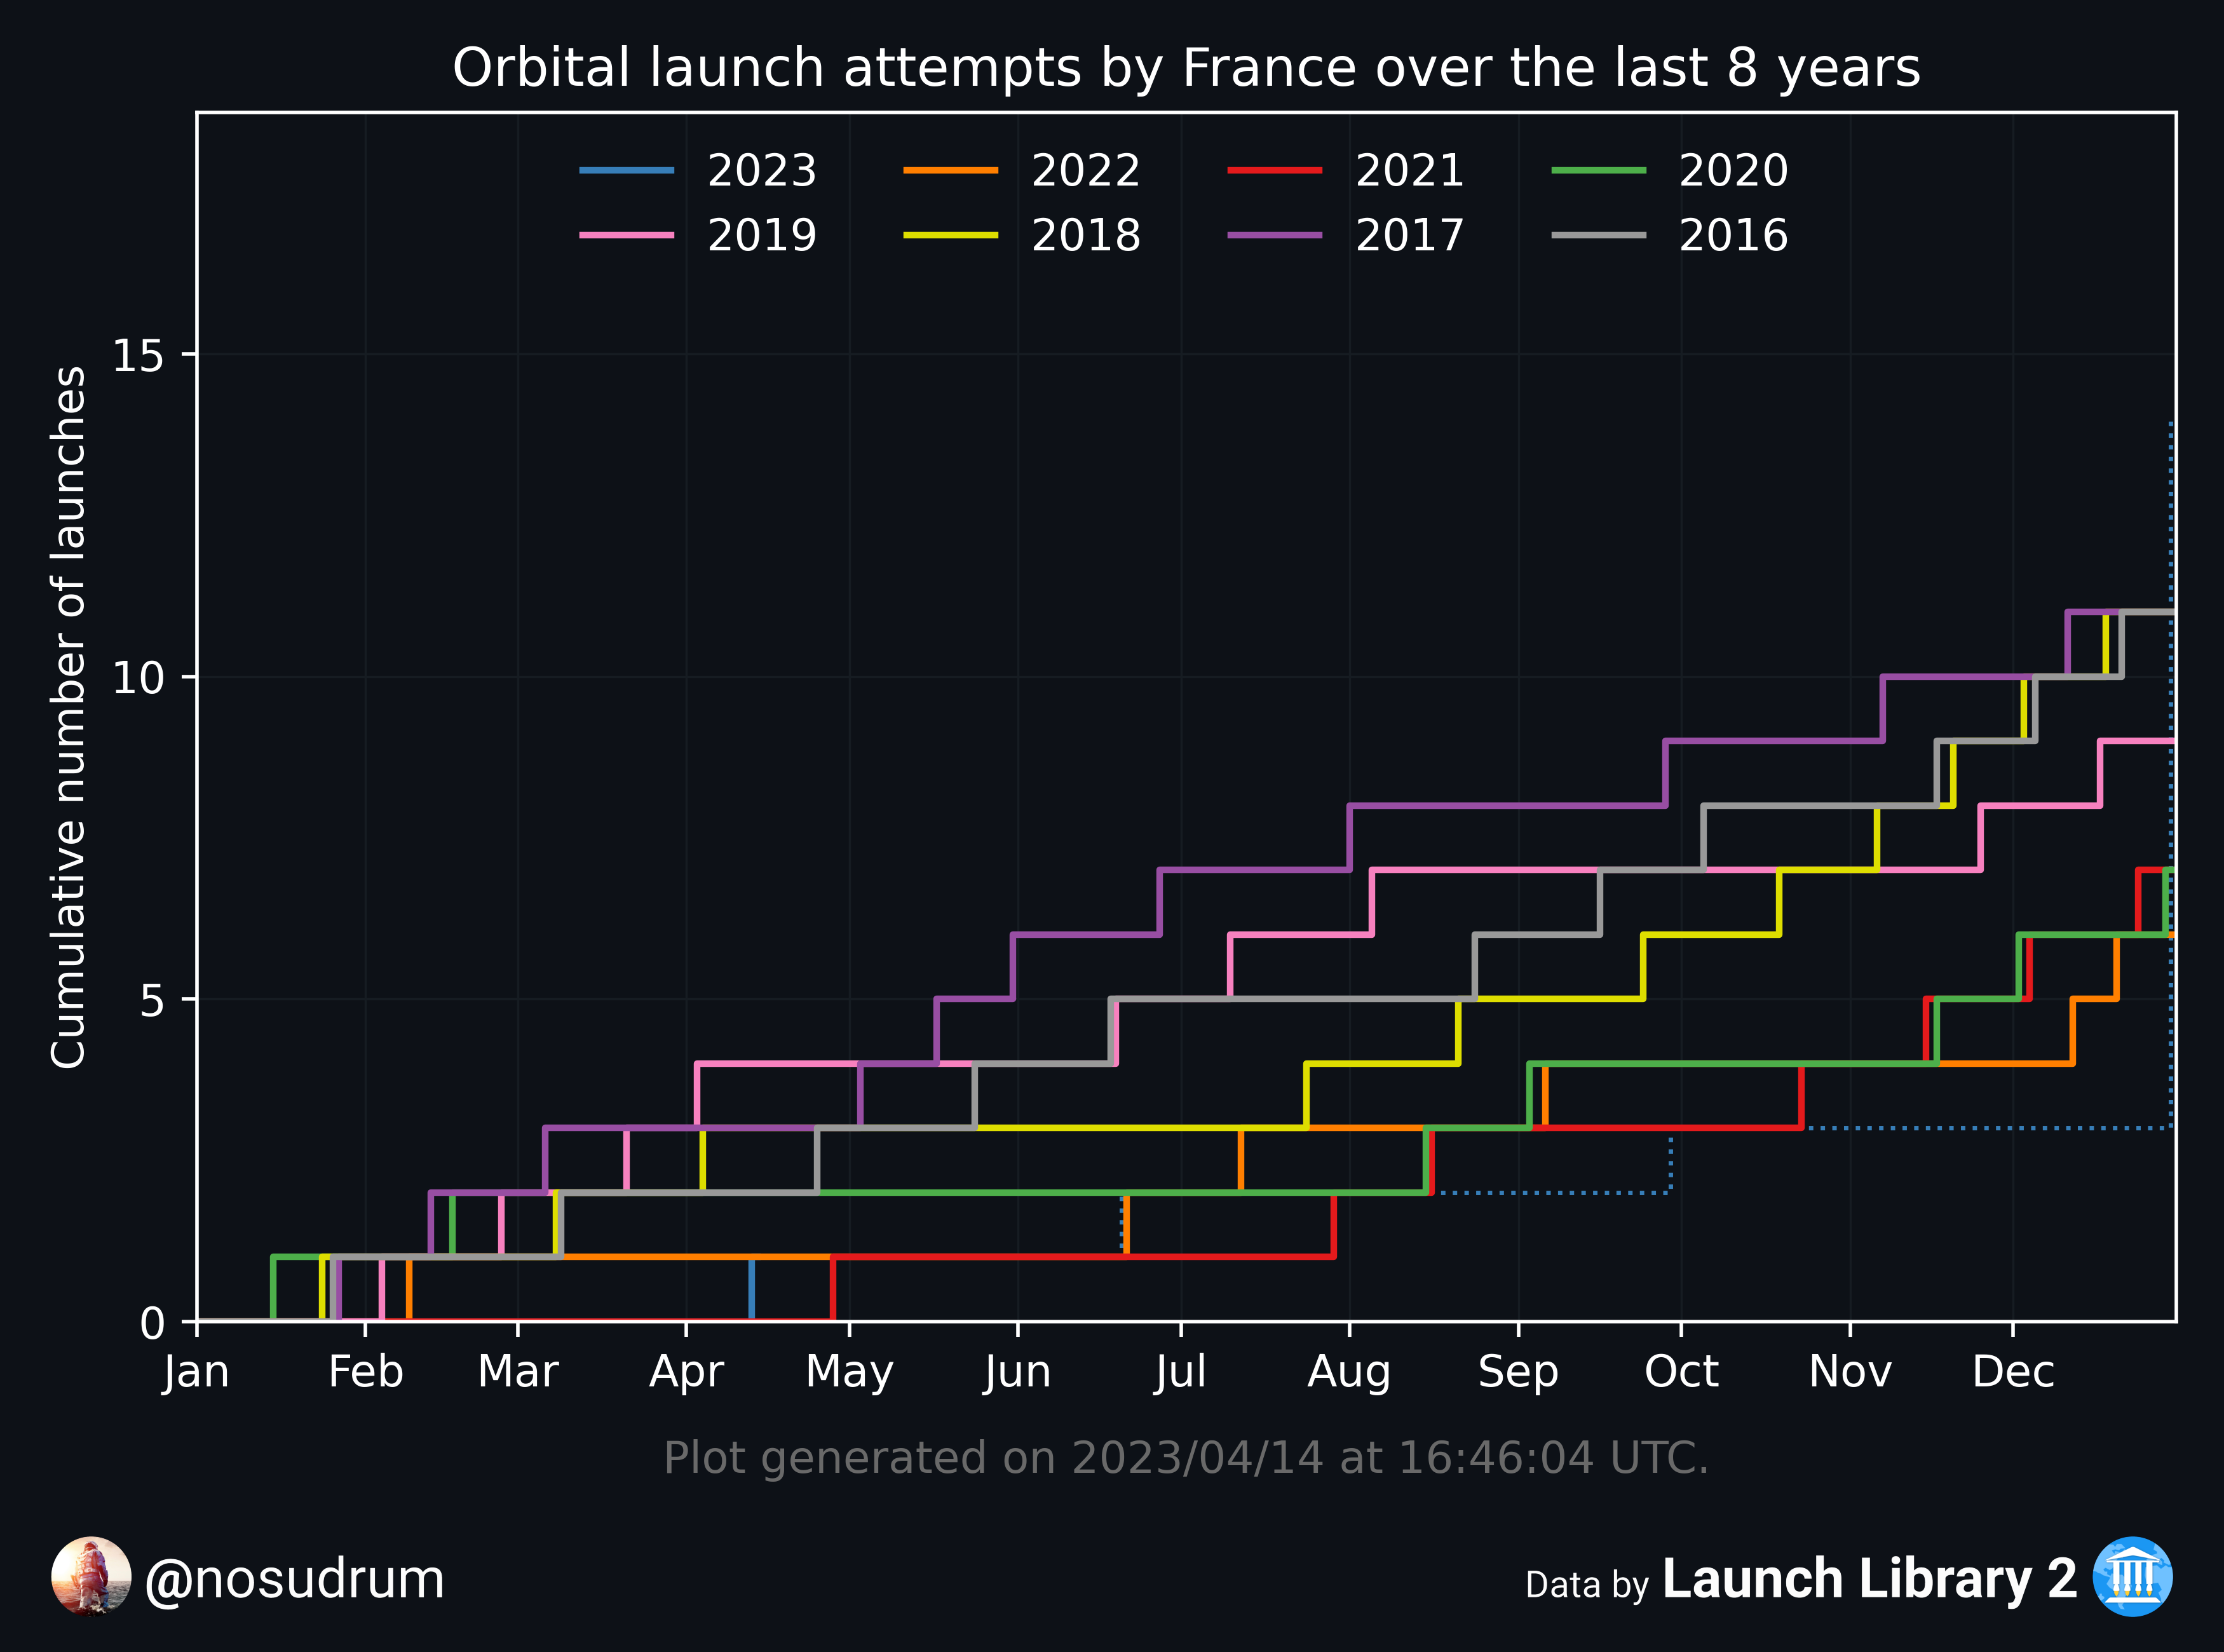 Orbital launch attempts by France over the last 8 years
2023 2022 2021 2020
2019 2018 2017 2016
Cumulative number of launches
15
10
5
0
Jan Feb Mar Apr May Jun Jul Aug Sep Oct Nov Dec
Plot generated on 2023/04/14 at 16:46:04 UTC.
@nosudrum
Data by Launch Library 2